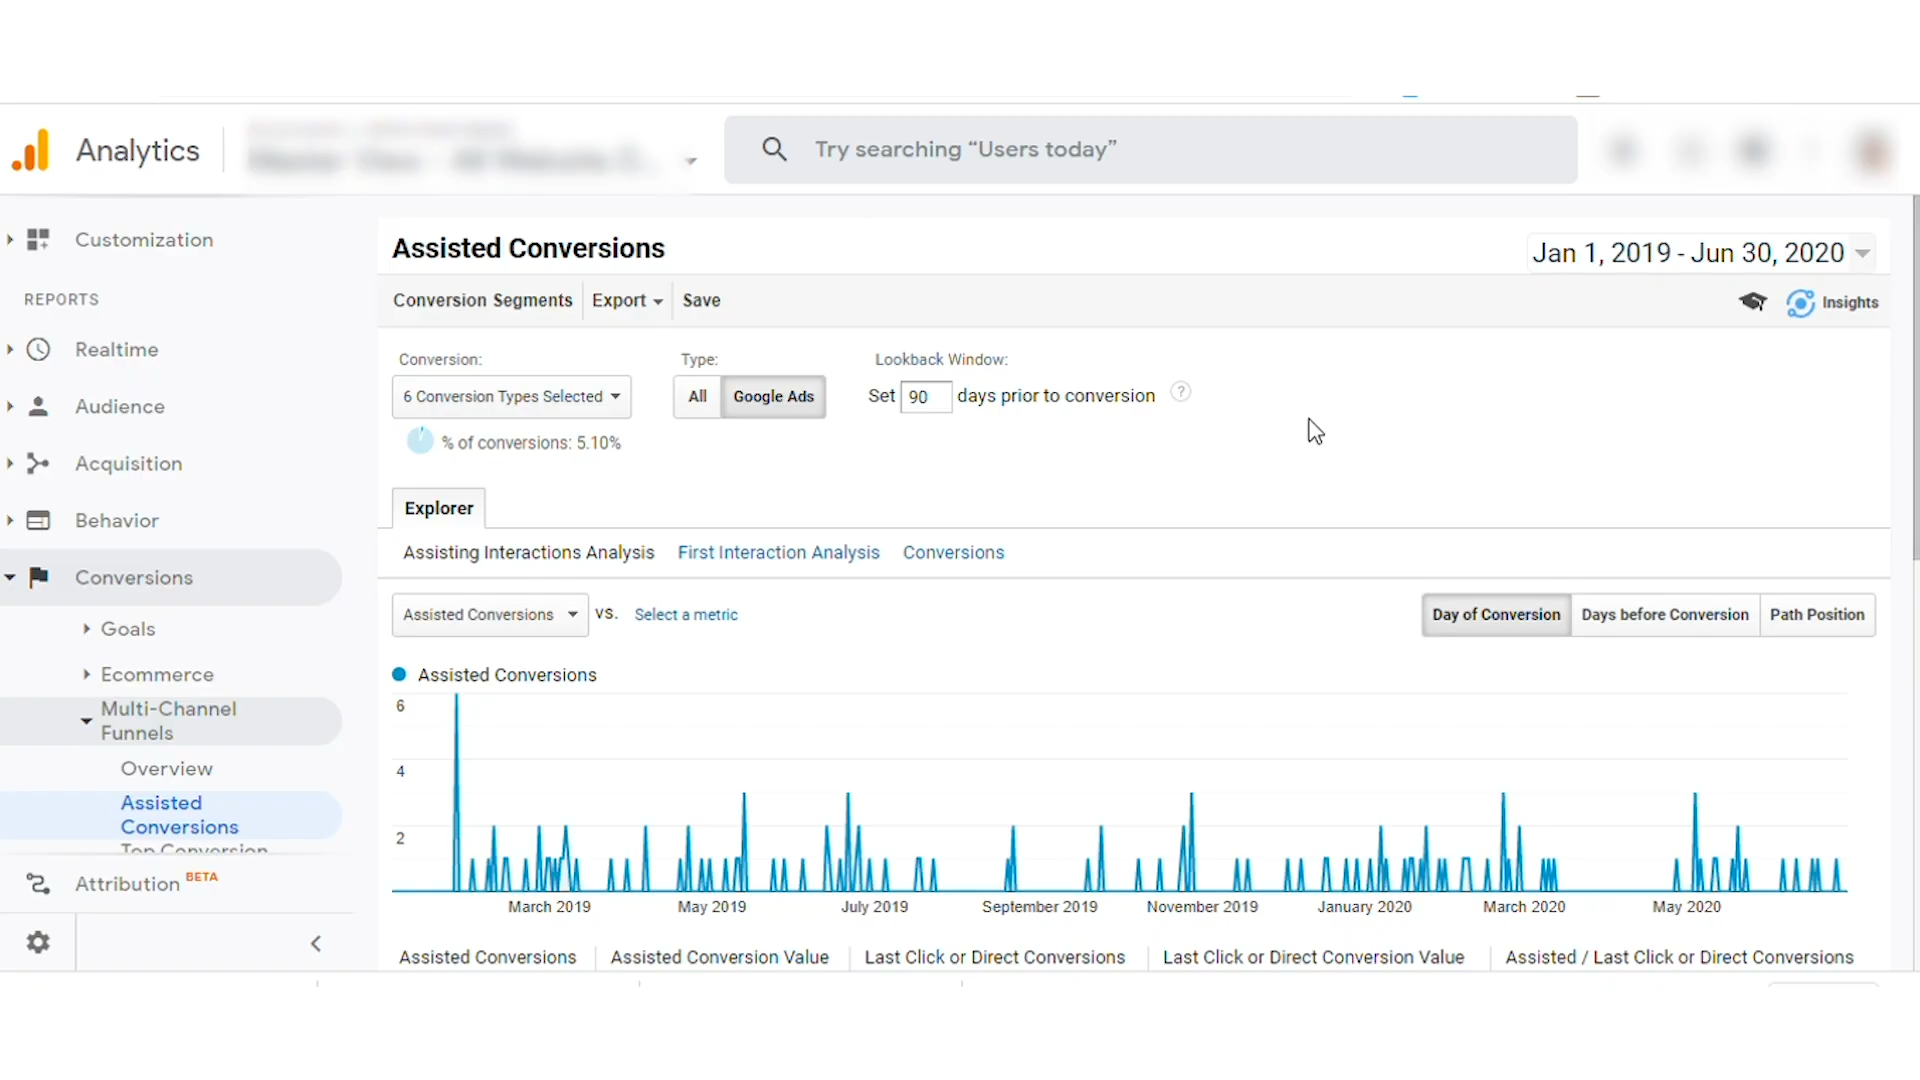 Analytics
Try searching “Users today”
Customization
REPORTS
Realtime
Audience
Acquisition
Behavior
Conversions
Goals
Ecommerce
Multi-Channel
Funnels
Overview
Assisted
Conversions
Top Conversion
Attribution BETA
Assisted Conversions
Jan 1, 2019 - Jun 30, 2020
Conversion Segments Export Save
Insights
Conversion: Type: Lookback Window:
6 Conversion Types Selected All Google Ads Set 90 days prior to conversion ?
% of conversions: 5.10%
Explorer
Assisting Interactions Analysis First Interaction Analysis Conversions
Assisted Conversions VS. Select a metric
Day of Conversion Days before Conversion Path Position
Assisted Conversions
6
4
2
March 2019 May 2019 July 2019 September 2019 November 2019 January 2020 March 2020 May 2020
Assisted Conversions Assisted Conversion Value Last Click or Direct Conversions Last Click or Direct Conversion Value Assisted / Last Click or Direct Conversions